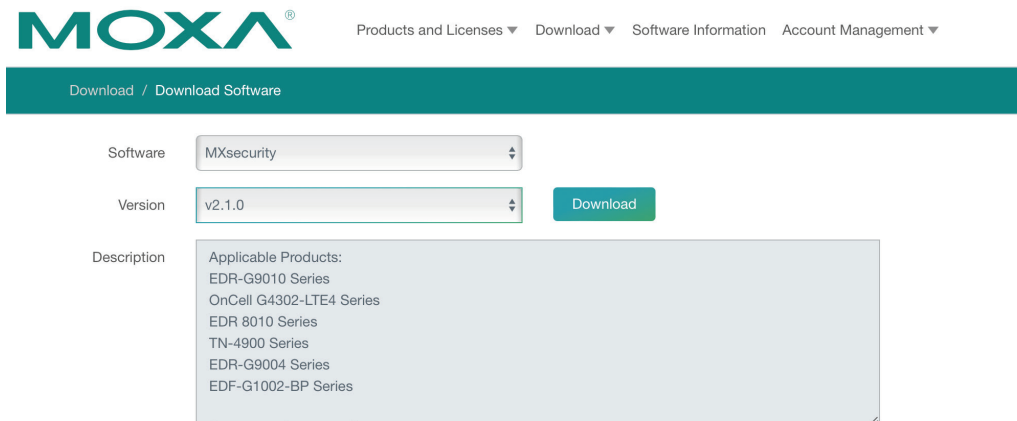 MOXA®
Products and Licenses ▼ Download ▼ Software Information Account Management ▼
Download / Download Software
Software MXsecurity
Version v2.1.0 Download
Description Applicable Products:
EDR-G9010 Series
OnCell G4302-LTE4 Series
EDR 8010 Series
TN-4900 Series
EDR-G9004 Series
EDF-G1002-BP Series